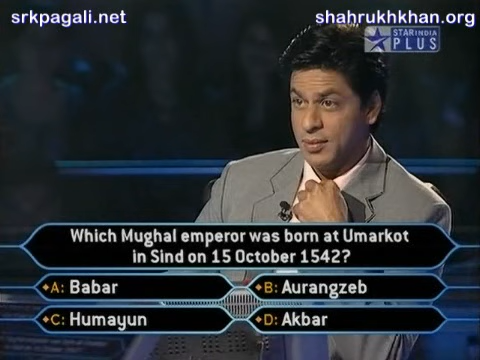 srkpagali.net
shahrukhkhan.org
STAR INDIA
PLUS
Which Mughal emperor was born at Umarkot
in Sind on 15 October 1542?
A: Babar
B: Aurangzeb
C: Humayun
D: Akbar